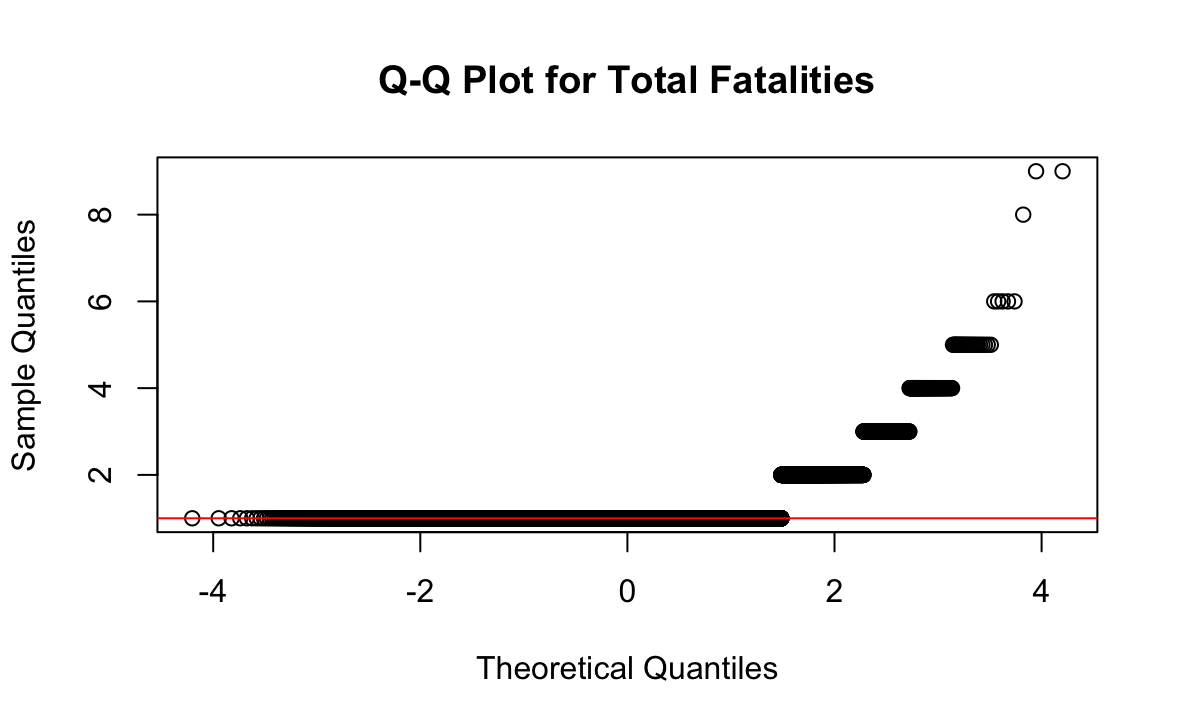 Q-Q Plot for Total Fatalities
Sample Quantiles
8
6
4
2
-4 -2 0 2 4
Theoretical Quantiles